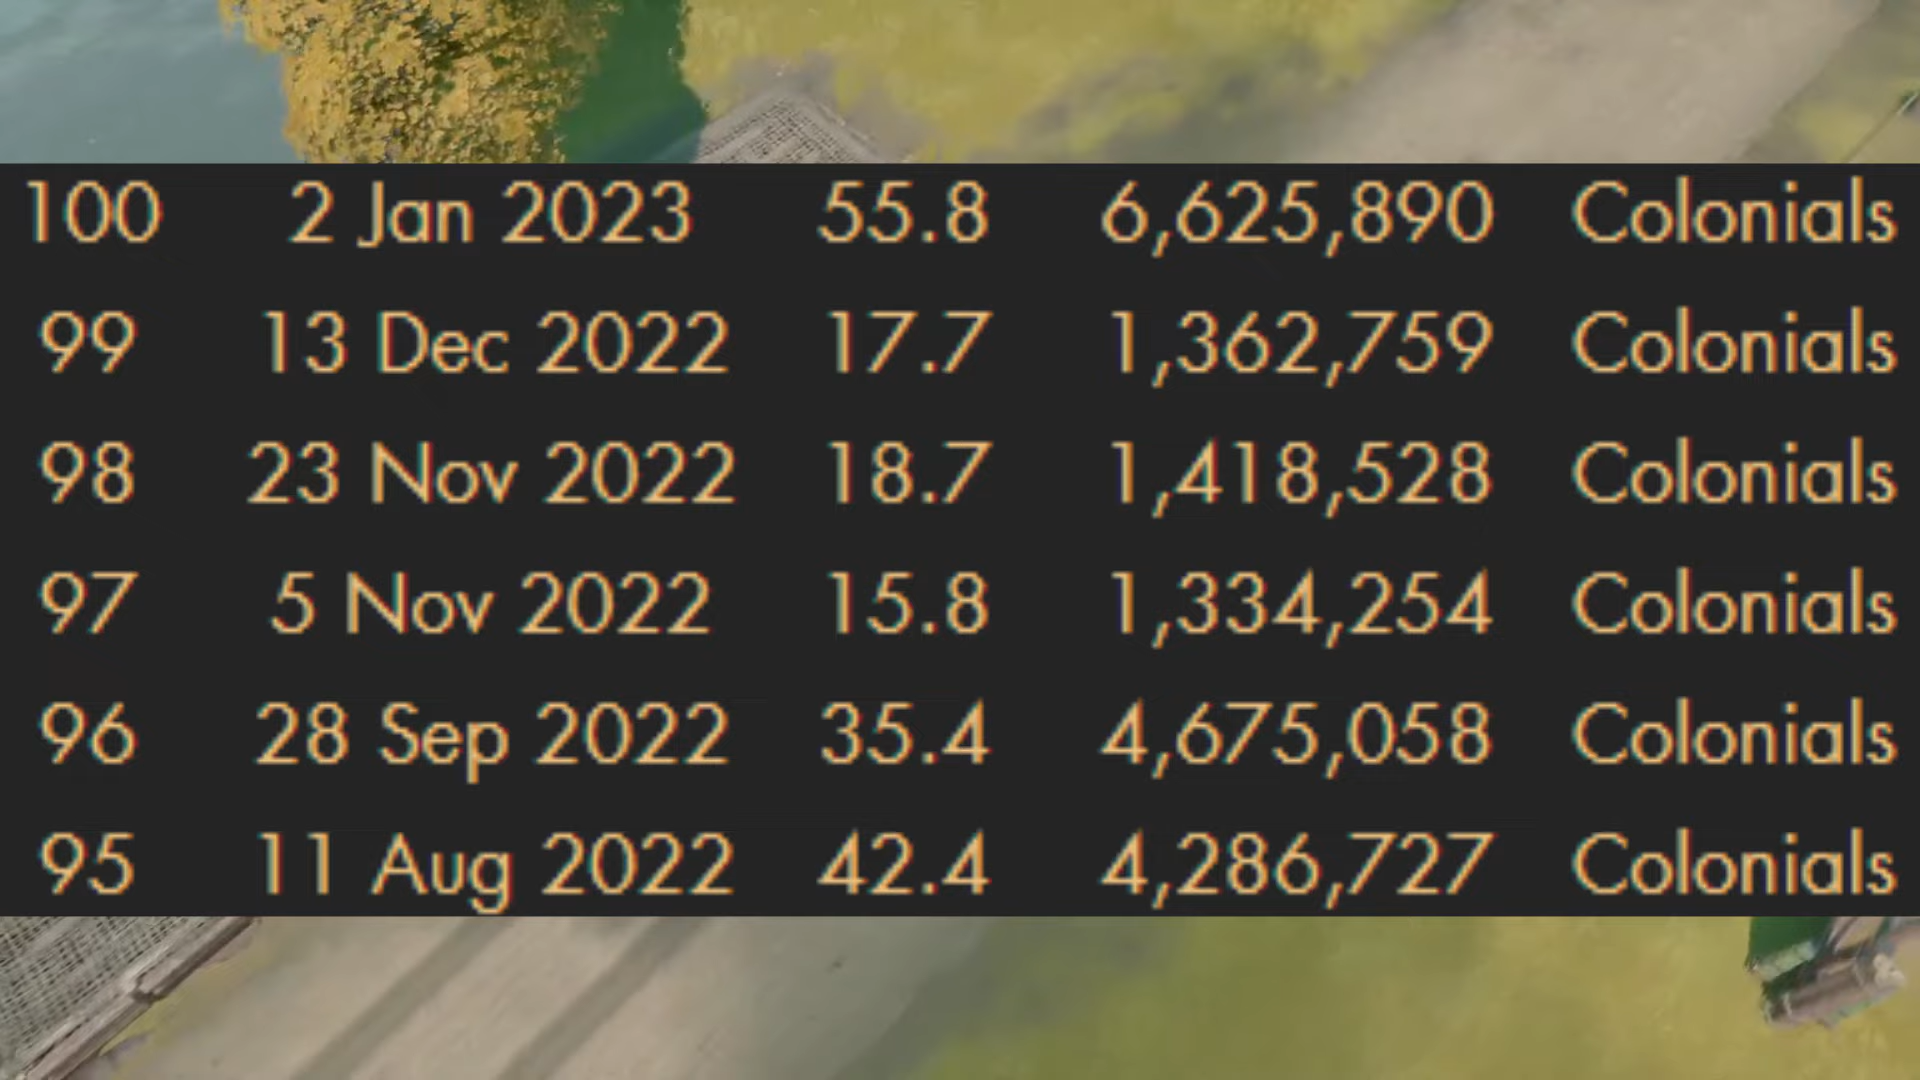 100 2 Jan 2023 55.8 6,625,890 Colonials
99 13 Dec 2022 17.7 1,362,759 Colonials
98 23 Nov 2022 18.7 1,418,528 Colonials
97 5 Nov 2022 15.8 1,334,254 Colonials
96 28 Sep 2022 35.4 4,675,058 Colonials
95 11 Aug 2022 42.4 4,286,727 Colonials